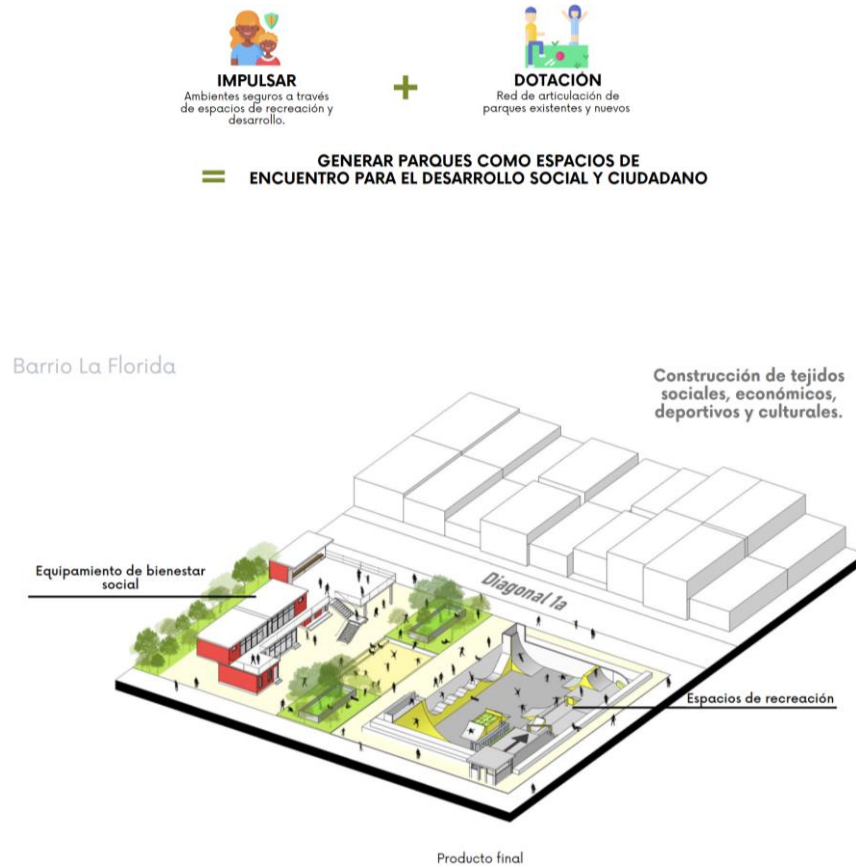 IMPULSAR
Ambientes seguros a través
de espacios de recreación y
desarrollo.
+
DOTACIÓN
Red de articulación de
parques existentes y nuevos
=
GENERAR PARQUES COMO ESPACIOS DE
ENCUENTRO PARA EL DESARROLLO SOCIAL Y CIUDADANO
Barrio La Florida
Construcción de tejidos
sociales, económicos,
deportivos y culturales.
Equipamiento de bienestar
social
Diagonal 1a
Espacios de recreación
Producto final